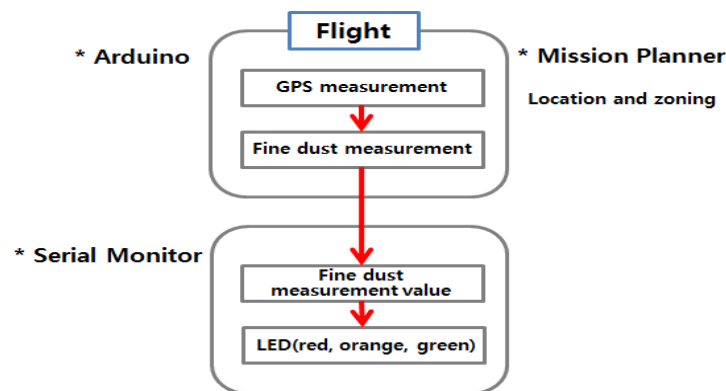 Flight
* Arduino
* Mission Planner
GPS measurement
Location and zoning
Fine dust measurement
* Serial Monitor
Fine dust
measurement value
LED(red, orange, green)